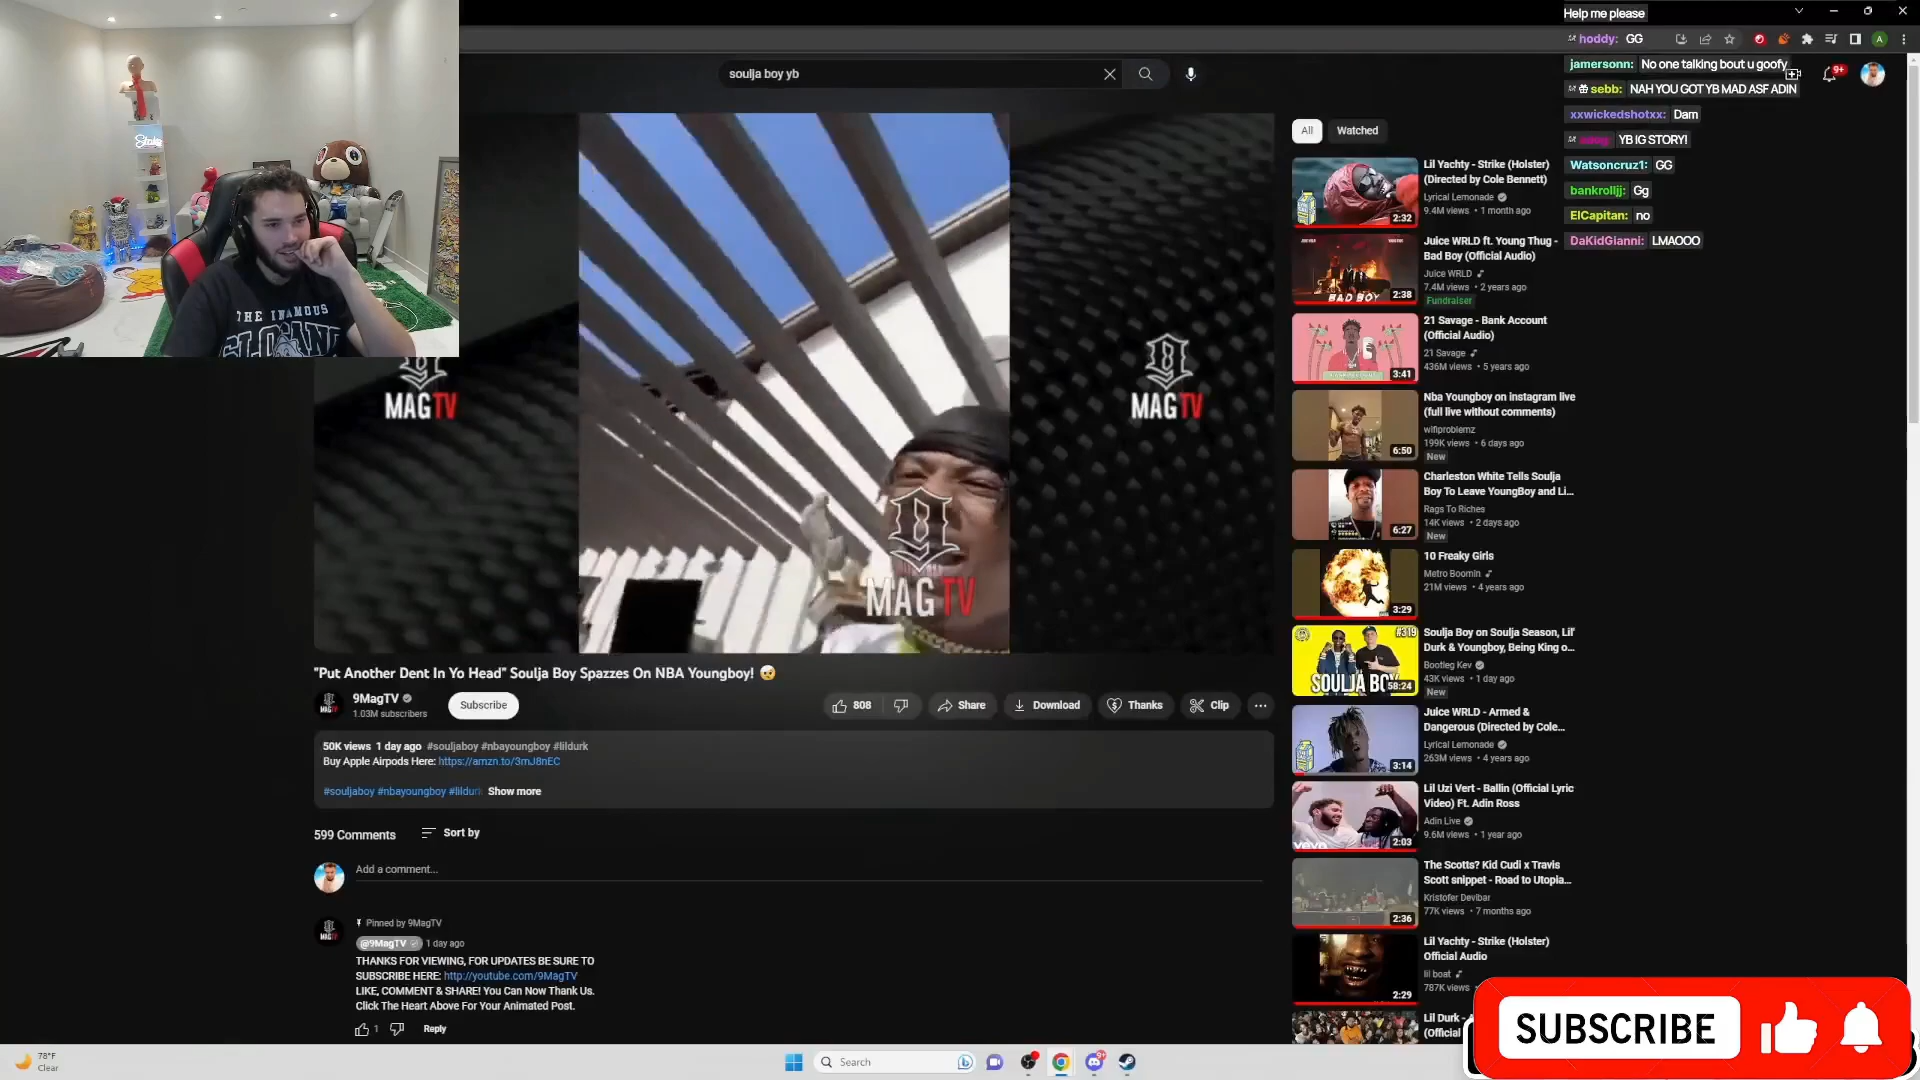 Help me please
hoddy: GG
jamersonn: No one talking bout u goofy
sebb: NAH YOU GOT YB MAD ASF ADIN
xxwickedshotxx: Dam
YB IG STORY!
Watsoncruz1: GG
bankrolljj: Gg
ElCapitan: no
DaKidGianni: LMAOOO
A
9+
soulja boy yb
Stake
THE INFAMOUS
MAGTV
MAGTV
MAGTV
"Put Another Dent In Yo Head" Soulja Boy Spazzes On NBA Youngboy! 🤕
9MagTV
1.03M subscribers
Subscribe
808
Share
Download
Thanks
Clip
50K views 1 day ago #souljaboy #nbayoungboy #lildurk
Buy Apple Airpods Here: https://amzn.to/3mJ8nEC
#souljaboy #nbayoungboy #lildurk Show more
599 Comments
Sort by
Add a comment...
Pinned by 9MagTV
@9MagTV 1 day ago
THANKS FOR VIEWING, FOR UPDATES BE SURE TO
SUBSCRIBE HERE: http://youtube.com/9MagTV
LIKE, COMMENT & SHARE! You Can Now Thank Us.
Click The Heart Above For Your Animated Post.
1
Reply
All
Watched
Lil Yachty - Strike (Holster)
(Directed by Cole Bennett)
Lyrical Lemonade
9.4M views • 1 month ago
2:32
Juice WRLD ft. Young Thug -
Bad Boy (Official Audio)
Juice WRLD
7.4M views • 2 years ago
Fundraiser
BAD BOY
2:38
21 Savage - Bank Account
(Official Audio)
21 Savage
436M views • 5 years ago
3:41
Nba Youngboy on instagram live
(full live without comments)
wifiproblemz
199K views • 6 days ago
New
6:50
Charleston White Tells Soulja
Boy To Leave YoungBoy and Li...
Rags To Riches
14K views • 2 days ago
New
6:27
10 Freaky Girls
Metro Boomin
21M views • 4 years ago
3:29
Soulja Boy on Soulja Season, Lil'
Durk & Youngboy, Being King o...
Bootleg Kev
43K views • 1 day ago
New
#319
SOULJA BOY
58:24
Juice WRLD - Armed &
Dangerous (Directed by Cole...
Lyrical Lemonade
263M views • 4 years ago
3:14
Lil Uzi Vert - Ballin (Official Lyric
Video) Ft. Adin Ross
Adin Live
9.6M views • 1 year ago
vevo
2:03
The Scotts? Kid Cudi x Travis
Scott snippet - Road to Utopia...
Kristofer Devibar
77K views • 7 months ago
2:36
Lil Yachty - Strike (Holster)
Official Audio
lil boat
787K views
2:29
Lil Durk -
(Official
SUBSCRIBE
78°F
Clear
Search
9+